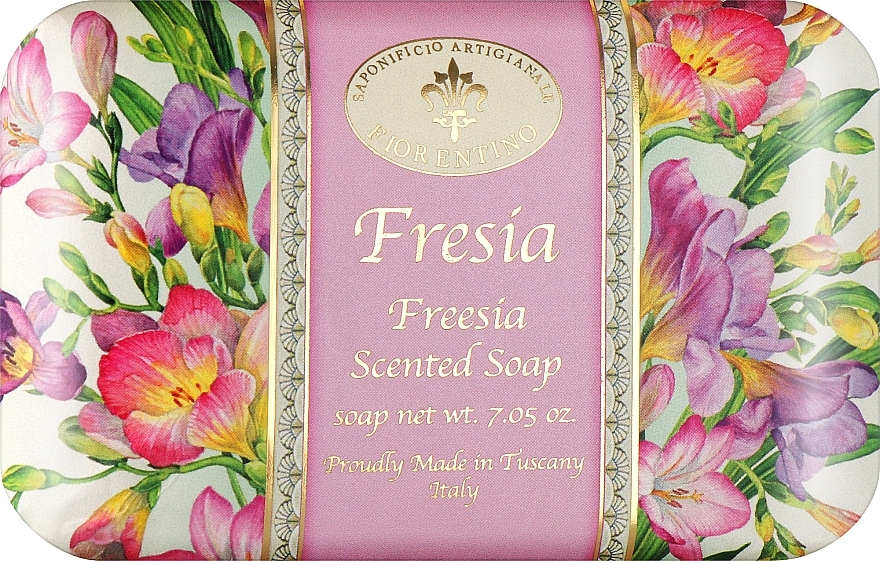 SAPONIFICIO ARTIGIANALE
FIORENTINO
Fresia
Freesia
Scented Soap
soap net wt. 7.05 oz.
Proudly Made in Tuscany
Italy